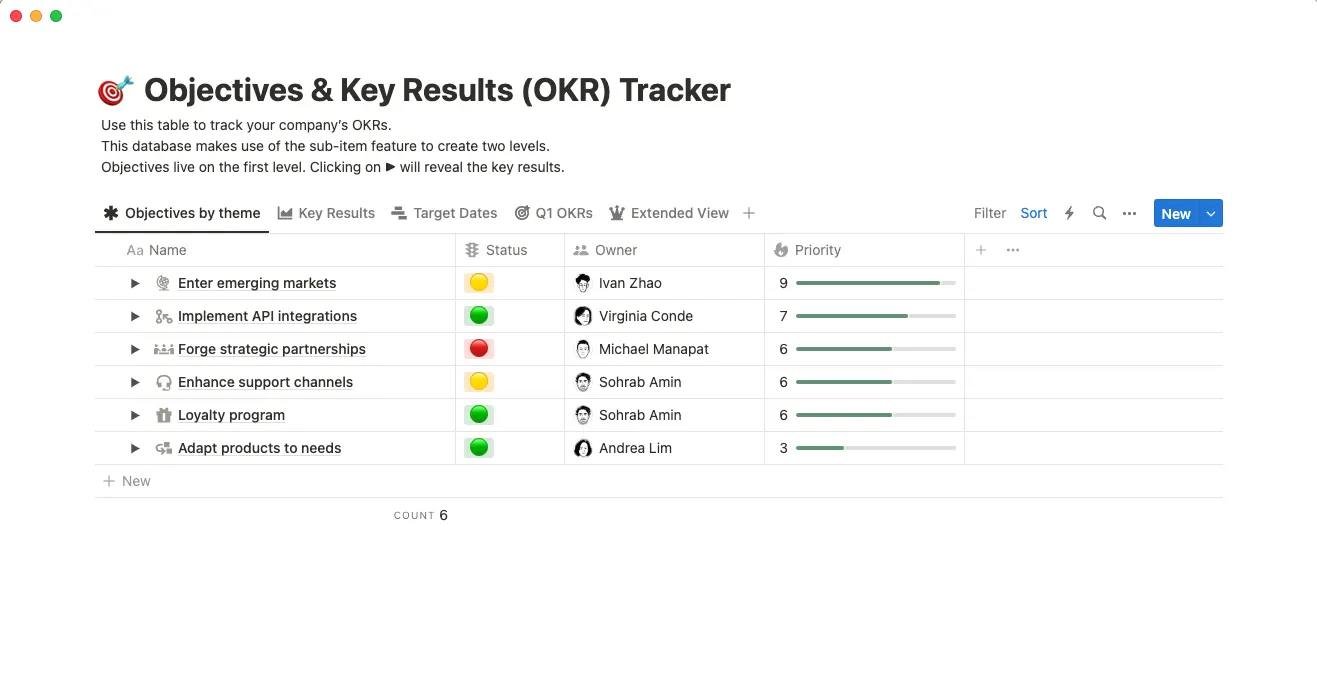 Objectives & Key Results (OKR) Tracker
Use this table to track your company’s OKRs.
This database makes use of the sub-item feature to create two levels.
Objectives live on the first level. Clicking on ▶ will reveal the key results.
Objectives by theme Key Results Target Dates Q1 OKRs Extended View Filter Sort New
Aa Name Status Owner Priority
Enter emerging markets Ivan Zhao 9
Implement API integrations Virginia Conde 7
Forge strategic partnerships Michael Manapat 6
Enhance support channels Sohrab Amin 6
Loyalty program Sohrab Amin 6
Adapt products to needs Andrea Lim 3
New
COUNT 6